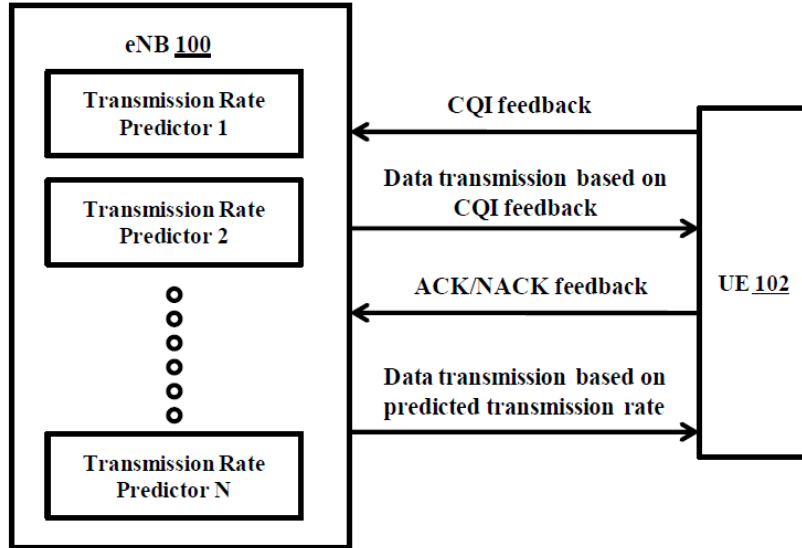 eNB 100
Transmission Rate
Predictor 1
Transmission Rate
Predictor 2
Transmission Rate
Predictor N
CQI feedback
Data transmission based on
CQI feedback
ACK/NACK feedback
Data transmission based on
predicted transmission rate
UE 102